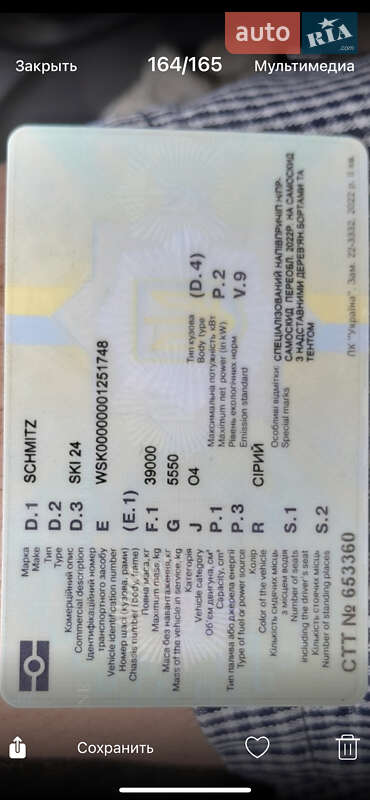 auto RIA .com
Закрыть
164/165
Мультимедиа
Марка
Make
D.1
SCHMITZ
Тип
Type
D.2
Комерційний опис
Commercial description
D.3
SKI 24
Ідентифікаційний номер
транспортного засобу
Vehicle identification number
E
WSK00000001251748
Номер шасі (кузова, рами)
Chassis number (body, frame)
(E.1)
Повна маса, кг
Maximum mass, kg
F.1
39000
Маса без навантаження, кг
Mass of the vehicle in service, kg
G
5550
Категорія
Vehicle category
J
О4
Об'єм двигуна, см³
Capacity, cm³
P.1
Тип палива або джерела енергії
Type of fuel or power source
P.3
Колір
Color of the vehicle
R
СІРИЙ
Кількість сидячих місць
з місцем водія
Number of seats
including the driver's seat
S.1
Кількість стоячих місць
Number of standing places
S.2
Тип кузова
Body type
(D.4)
Максимальна потужність кВт
Maximum net power (in kW)
P.2
Рівень екологічних норм
Emission standard
V.9
Особливі відмітки:
Special marks
СПЕЦІАЛІЗОВАНИЙ НАПІВПРИЧІП Н/ПР-
САМОСКИД ПЕРЕОБЛ. 2022Р. НА САМОСКИД
З НАДСТАВНИМИ ДЕРЕВ'ЯН.БОРТАМИ ТА
ТЕНТОМ
СТТ № 653360
ПК "Україна". Зам. 22-3332. 2022 р. II кв.
Сохранить